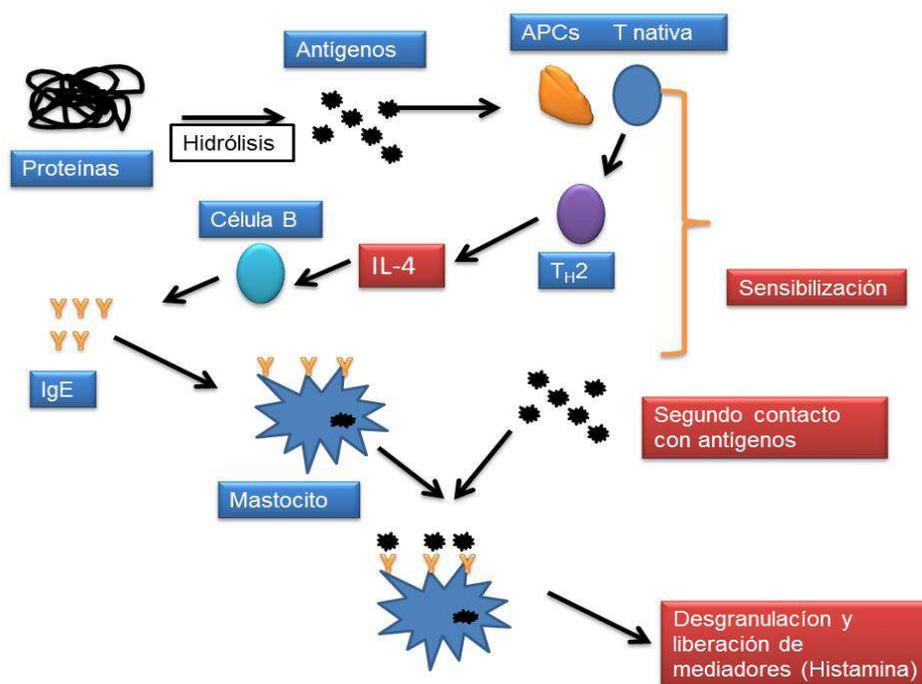 Antígenos
APCs T nativa
Hidrólisis
Proteínas
Célula B
IL-4
TH2
Sensibilización
IgE
Segundo contacto
con antígenos
Mastocito
Desgranulacíon y
liberación de
mediadores (Histamina)